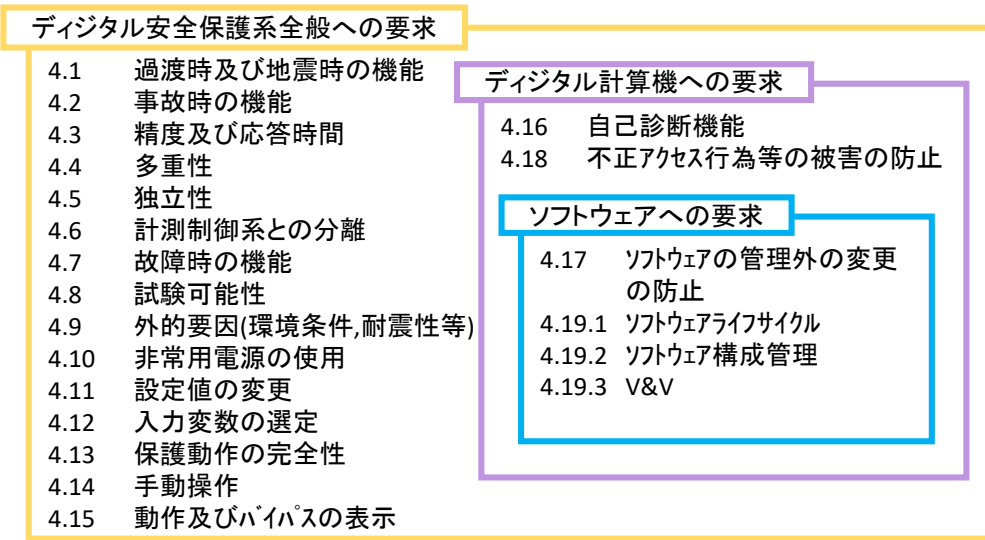 ディジタル安全保護系全般への要求
4.1 過渡時及び地震時の機能
4.2 事故時の機能
4.3 精度及び応答時間
4.4 多重性
4.5 独立性
4.6 計測制御系との分離
4.7 故障時の機能
4.8 試験可能性
4.9 外的要因(環境条件,耐震性等)
4.10 非常用電源の使用
4.11 設定値の変更
4.12 入力変数の選定
4.13 保護動作の完全性
4.14 手動操作
4.15 動作及びバイパスの表示
ディジタル計算機への要求
4.16 自己診断機能
4.18 不正アクセス行為等の被害の防止
ソフトウェアへの要求
4.17 ソフトウェアの管理外の変更
の防止
4.19.1 ソフトウェアライフサイクル
4.19.2 ソフトウェア構成管理
4.19.3 V&V